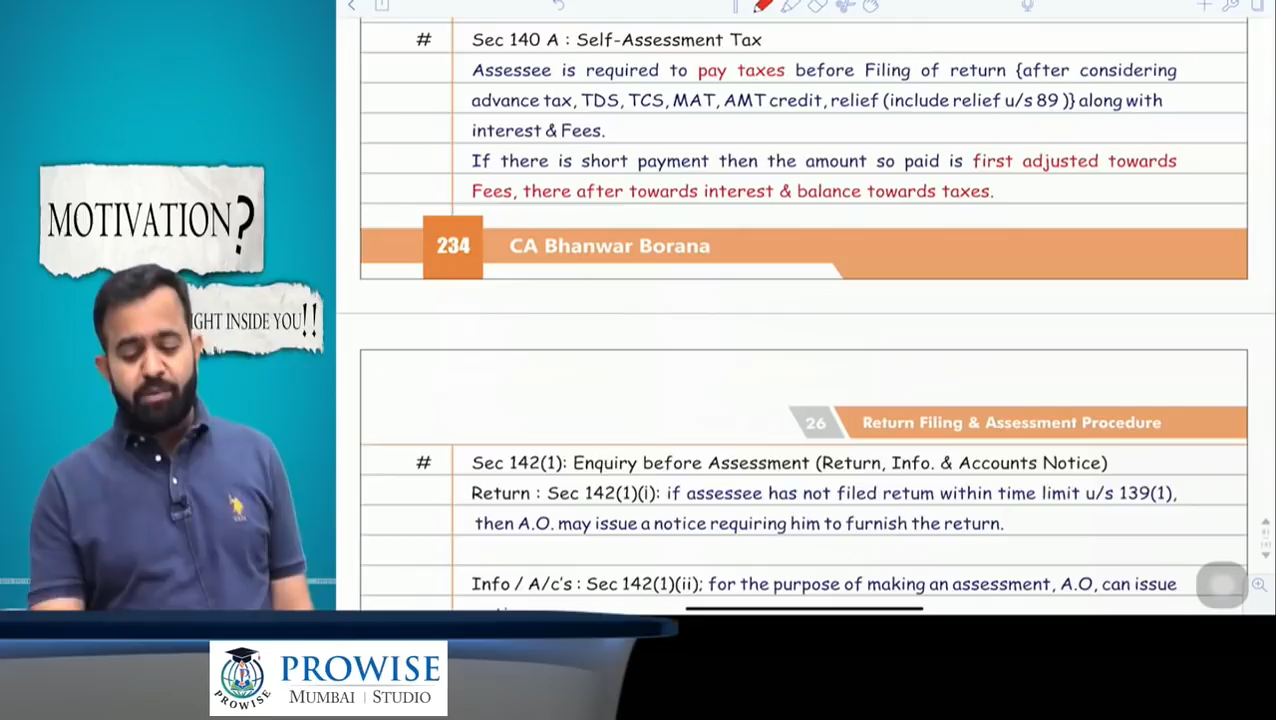 MOTIVATION?
GHT INSIDE YOU!!
# Sec 140 A : Self-Assessment Tax
Assessee is required to pay taxes before Filing of return {after considering
advance tax, TDS, TCS, MAT, AMT credit, relief (include relief u/s 89 )} along with
interest & Fees.
If there is short payment then the amount so paid is first adjusted towards
Fees, there after towards interest & balance towards taxes.
234 CA Bhanwar Borana
26 Return Filing & Assessment Procedure
# Sec 142(1): Enquiry before Assessment (Return, Info. & Accounts Notice)
Return : Sec 142(1)(i): if assessee has not filed retum within time limit u/s 139(1),
then A.O. may issue a notice requiring him to furnish the return.
Info / A/c's : Sec 142(1)(ii); for the purpose of making an assessment, A.O, can issue
PROWISE
MUMBAI | STUDIO
PROWISE